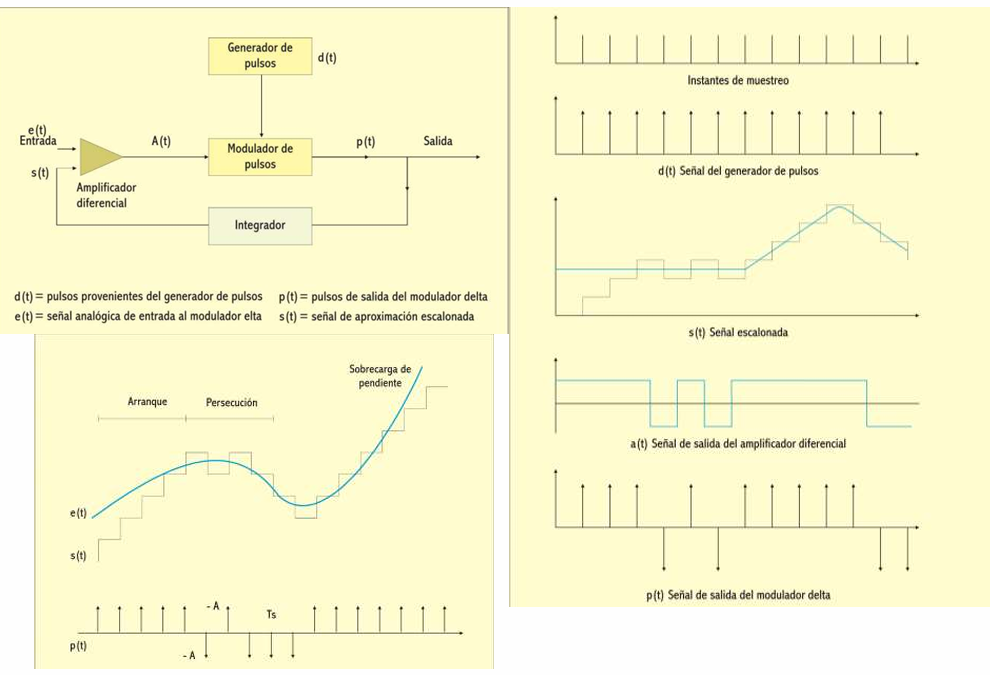 Generador de
pulsos
d(t)
e(t)
Entrada
A(t)
Modulador de
pulsos
p(t)
Salida
s(t)
Amplificador
diferencial
Integrador
d(t) = pulsos provenientes del generador de pulsos
p(t) = pulsos de salida del modulador delta
e(t) = señal analógica de entrada al modulador elta
s(t) = señal de aproximación escalonada
Sobrecarga de
pendiente
Arranque
Persecución
e(t)
s(t)
- A
Ts
p(t)
- A
Instantes de muestreo
d(t) Señal del generador de pulsos
s(t) Señal escalonada
a(t) Señal de salida del amplificador diferencial
p(t) Señal de salida del modulador delta